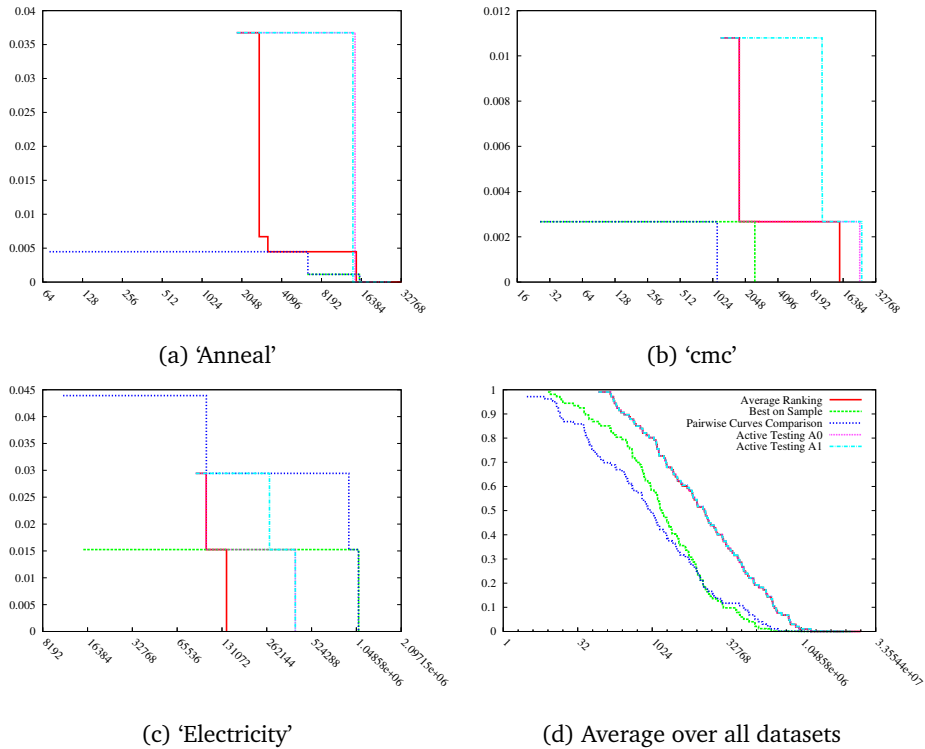 0.04
0.035
0.03
0.025
0.02
0.015
0.01
0.005
0
64 128 256 512 1024 2048 4096 8192 16384 32768
(a) ‘Anneal’
0.012
0.01
0.008
0.006
0.004
0.002
0
16 32 64 128 256 512 1024 2048 4096 8192 16384 32768
(b) ‘cmc’
0.045
0.04
0.035
0.03
0.025
0.02
0.015
0.01
0.005
0
8192 16384 32768 65536 131072 262144 524288 1.04858e+06 2.09715e+06
(c) ‘Electricity’
1
0.9
0.8
0.7
0.6
0.5
0.4
0.3
0.2
0.1
0
Average Ranking
Best on Sample
Pairwise Curves Comparison
Active Testing A0
Active Testing A1
1 32 1024 32768 1.04858e+06 3.35544e+07
(d) Average over all datasets